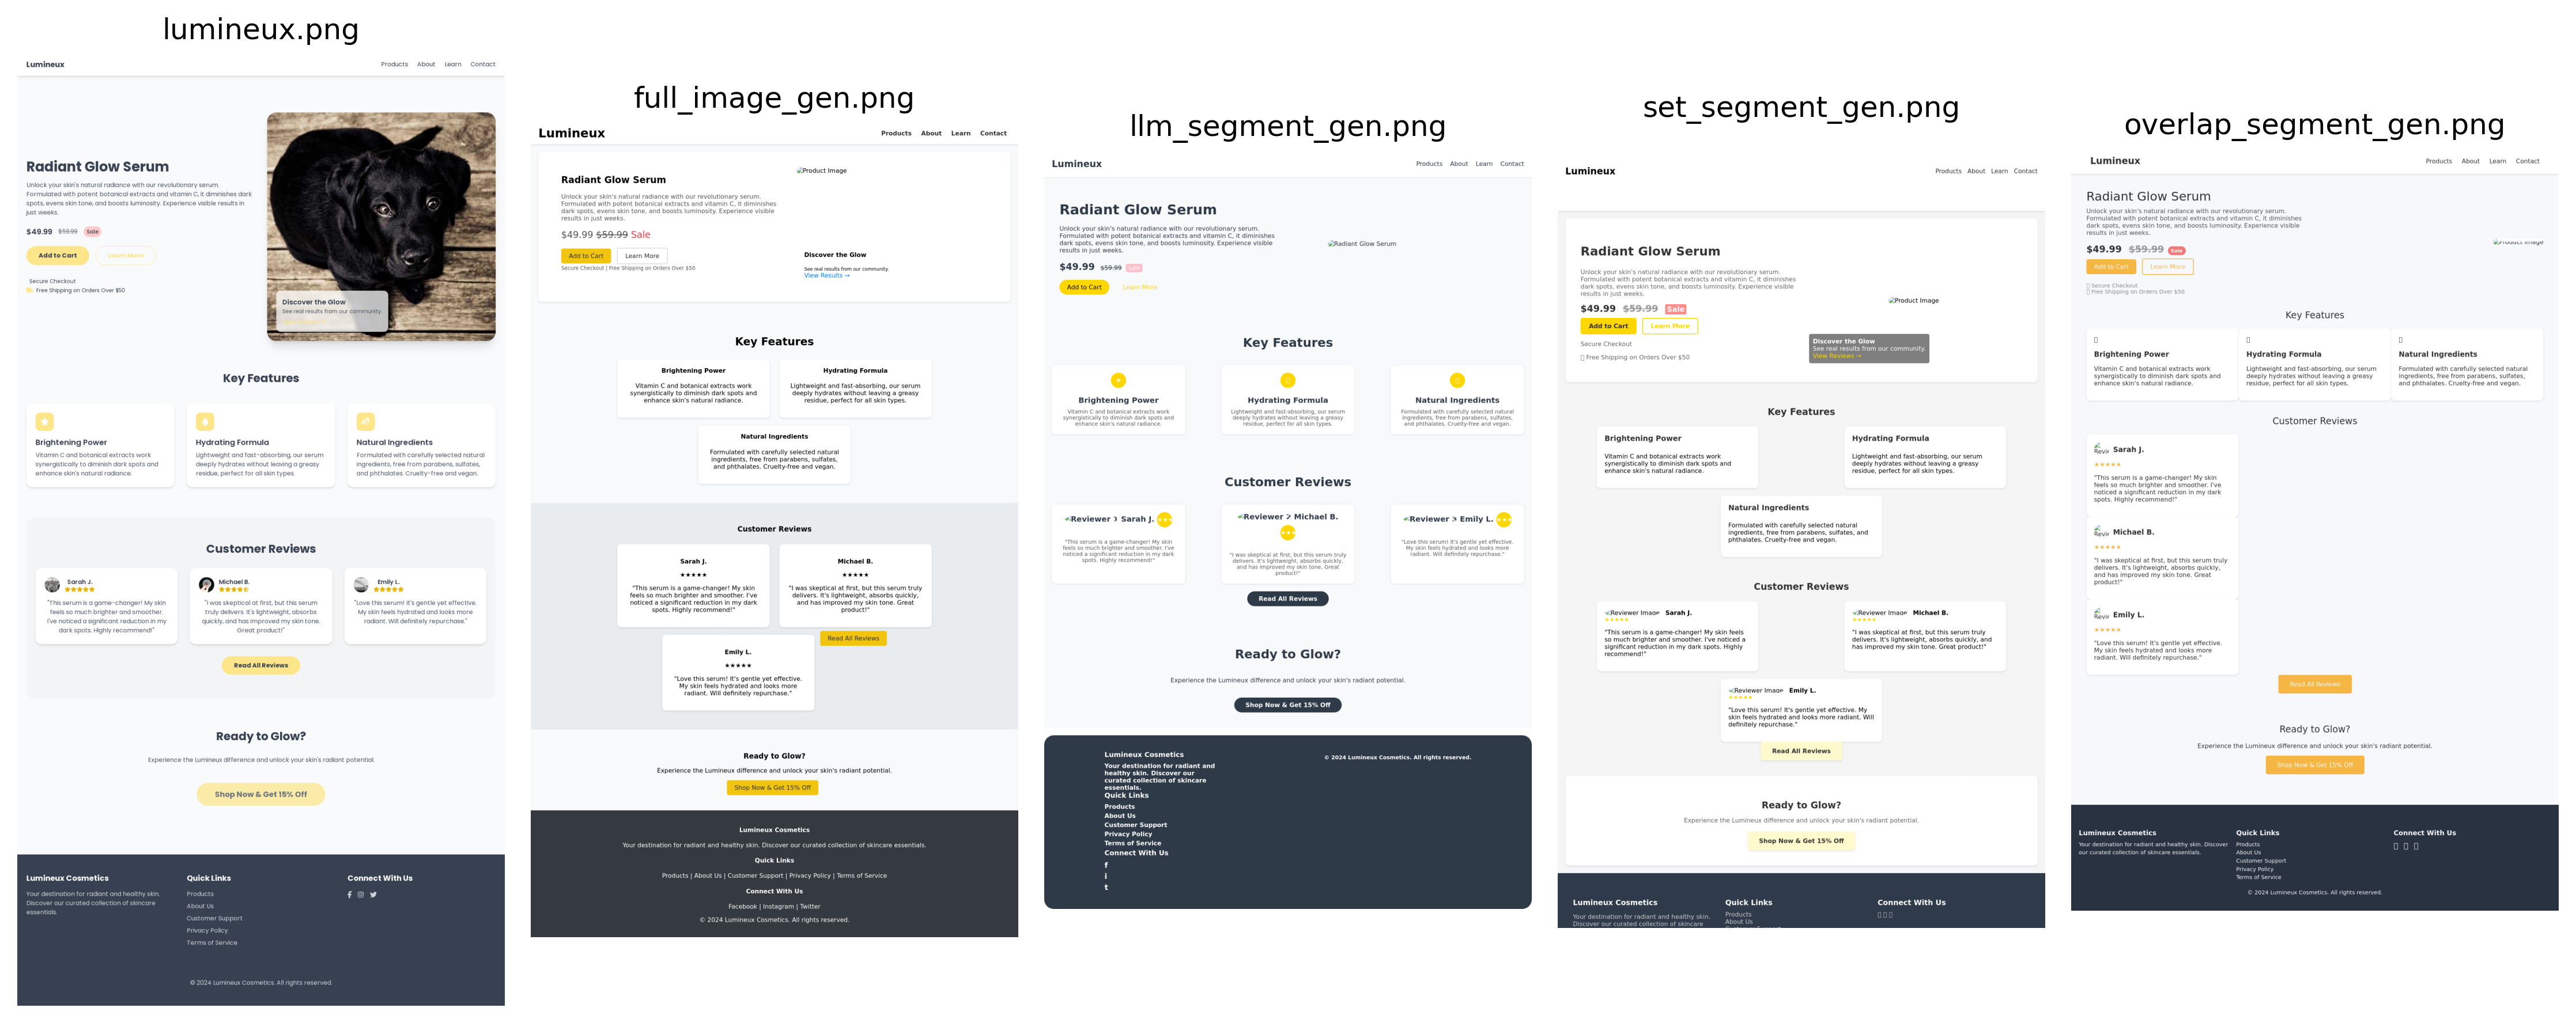 lumineux.png
Lumineux
Products About Learn Contact
Radiant Glow Serum
Unlock your skin's natural radiance with our revolutionary serum.
Formulated with potent botanical extracts and vitamin C, it diminishes dark
spots, evens skin tone, and boosts luminosity. Experience visible results in
just weeks.
$49.99 $59.99 Sale
Add to Cart Learn More
Secure Checkout
Free Shipping on Orders Over $50
Discover the Glow
See real results from our community.
Key Features
Brightening Power
Vitamin C and botanical extracts work
synergistically to diminish dark spots and
enhance skin's natural radiance.
Hydrating Formula
Lightweight and fast-absorbing, our serum
deeply hydrates without leaving a greasy
residue, perfect for all skin types.
Natural Ingredients
Formulated with carefully selected natural
ingredients, free from parabens, sulfates,
and phthalates. Cruelty-free and vegan.
Customer Reviews
Sarah J.
"This serum is a game-changer! My skin
feels so much brighter and smoother.
I've noticed a significant reduction in my
dark spots. Highly recommend!"
Michael B.
"I was skeptical at first, but this serum
truly delivers. It's lightweight, absorbs
quickly, and has improved my skin tone.
Great product!"
Emily L.
"Love this serum! It's gentle yet effective.
My skin feels hydrated and looks more
radiant. Will definitely repurchase."
Read All Reviews
Ready to Glow?
Experience the Lumineux difference and unlock your skin's radiant potential.
Shop Now & Get 15% Off
Lumineux Cosmetics
Your destination for radiant and healthy skin.
Discover our curated collection of skincare
essentials.
Quick Links
Products
About Us
Customer Support
Privacy Policy
Terms of Service
Connect With Us
© 2024 Lumineux Cosmetics. All rights reserved.
full_image_gen.png
Lumineux
Products About Learn Contact
Radiant Glow Serum
Unlock your skin's natural radiance with our revolutionary serum.
Formulated with potent botanical extracts and vitamin C, it diminishes
dark spots, evens skin tone, and boosts luminosity. Experience visible
results in just weeks.
$49.99 $59.99 Sale
Add to Cart Learn More
Secure Checkout | Free Shipping on Orders Over $50
Product Image
Discover the Glow
See real results from our community.
View Results →
Key Features
Brightening Power
Vitamin C and botanical extracts work
synergistically to diminish dark spots and
enhance skin's natural radiance.
Hydrating Formula
Lightweight and fast-absorbing, our serum
deeply hydrates without leaving a greasy
residue, perfect for all skin types.
Natural Ingredients
Formulated with carefully selected natural
ingredients, free from parabens, sulfates,
and phthalates. Cruelty-free and vegan.
Customer Reviews
Sarah J.
★★★★★
"This serum is a game-changer! My skin
feels so much brighter and smoother. I've
noticed a significant reduction in my dark
spots. Highly recommend!"
Michael B.
★★★★★
"I was skeptical at first, but this serum truly
delivers. It's lightweight, absorbs quickly,
and has improved my skin tone. Great
product!"
Emily L.
★★★★★
"Love this serum! It's gentle yet effective.
My skin feels hydrated and looks more
radiant. Will definitely repurchase."
Read All Reviews
Ready to Glow?
Experience the Lumineux difference and unlock your skin's radiant potential.
Shop Now & Get 15% Off
Lumineux Cosmetics
Your destination for radiant and healthy skin. Discover our curated collection of skincare essentials.
Quick Links
Products | About Us | Customer Support | Privacy Policy | Terms of Service
Connect With Us
Facebook | Instagram | Twitter
© 2024 Lumineux Cosmetics. All rights reserved.
llm_segment_gen.png
Lumineux
Products About Learn Contact
Radiant Glow Serum
Unlock your skin's natural radiance with our revolutionary serum.
Formulated with potent botanical extracts and vitamin C, it diminishes
dark spots, evens skin tone, and boosts luminosity. Experience visible
results in just weeks.
$49.99 $59.99 Sale
Add to Cart Learn More
Radiant Glow Serum
Key Features
Brightening Power
Vitamin C and botanical extracts work
synergistically to diminish dark spots and
enhance skin's natural radiance.
Hydrating Formula
Lightweight and fast-absorbing, our serum
deeply hydrates without leaving a greasy
residue, perfect for all skin types.
Natural Ingredients
Formulated with carefully selected natural
ingredients, free from parabens, sulfates,
and phthalates. Cruelty-free and vegan.
Customer Reviews
Reviewer Sarah J.
"This serum is a game-changer! My skin
feels so much brighter and smoother. I've
noticed a significant reduction in my dark
spots. Highly recommend!"
Reviewer Michael B.
"I was skeptical at first, but this serum truly
delivers. It's lightweight, absorbs quickly,
and has improved my skin tone. Great
product!"
Reviewer Emily L.
"Love this serum! It's gentle yet effective.
My skin feels hydrated and looks more
radiant. Will definitely repurchase."
Read All Reviews
Ready to Glow?
Experience the Lumineux difference and unlock your skin's radiant potential.
Shop Now & Get 15% Off
Lumineux Cosmetics
Your destination for radiant and
healthy skin. Discover our
curated collection of skincare
essentials.
Quick Links
Products
About Us
Customer Support
Privacy Policy
Terms of Service
Connect With Us
f
i
t
© 2024 Lumineux Cosmetics. All rights reserved.
set_segment_gen.png
Lumineux
Products About Learn Contact
Radiant Glow Serum
Unlock your skin's natural radiance with our revolutionary serum.
Formulated with potent botanical extracts and vitamin C, it diminishes
dark spots, evens skin tone, and boosts luminosity. Experience visible
results in just weeks.
$49.99 $59.99 Sale
Add to Cart Learn More
Secure Checkout
Free Shipping on Orders Over $50
Product Image
Discover the Glow
See real results from our community.
View Reviews →
Key Features
Brightening Power
Vitamin C and botanical extracts work
synergistically to diminish dark spots and
enhance skin's natural radiance.
Hydrating Formula
Lightweight and fast-absorbing, our serum
deeply hydrates without leaving a greasy
residue, perfect for all skin types.
Natural Ingredients
Formulated with carefully selected natural
ingredients, free from parabens, sulfates, and
phthalates. Cruelty-free and vegan.
Customer Reviews
Reviewer Image Sarah J.
★★★★★
"This serum is a game-changer! My skin feels
so much brighter and smoother. I've noticed a
significant reduction in my dark spots. Highly
recommend!"
Reviewer Image Michael B.
★★★★★
"I was skeptical at first, but this serum truly
delivers. It's lightweight, absorbs quickly, and
has improved my skin tone. Great product!"
Reviewer Image Emily L.
★★★★★
"Love this serum! It's gentle yet effective. My
skin feels hydrated and looks more radiant. Will
definitely repurchase."
Read All Reviews
Ready to Glow?
Experience the Lumineux difference and unlock your skin's radiant potential.
Shop Now & Get 15% Off
Lumineux Cosmetics
Your destination for radiant and healthy skin.
Discover our curated collection of skincare
Quick Links
Products
About Us
Connect With Us
overlap_segment_gen.png
Lumineux
Products About Learn Contact
Radiant Glow Serum
Unlock your skin's natural radiance with our revolutionary serum.
Formulated with potent botanical extracts and vitamin C, it diminishes
dark spots, evens skin tone, and boosts luminosity. Experience visible
results in just weeks.
$49.99 $59.99 Sale
Add to Cart Learn More
Secure Checkout
Free Shipping on Orders Over $50
Product Image
Key Features
Brightening Power
Vitamin C and botanical extracts work
synergistically to diminish dark spots and
enhance skin's natural radiance.
Hydrating Formula
Lightweight and fast-absorbing, our serum
deeply hydrates without leaving a greasy
residue, perfect for all skin types.
Natural Ingredients
Formulated with carefully selected natural
ingredients, free from parabens, sulfates,
and phthalates. Cruelty-free and vegan.
Customer Reviews
Sarah J.
★★★★★
"This serum is a game-changer! My skin
feels so much brighter and smoother. I've
noticed a significant reduction in my dark
spots. Highly recommend!"
Michael B.
★★★★★
"I was skeptical at first, but this serum truly
delivers. It's lightweight, absorbs quickly,
and has improved my skin tone. Great
product!"
Emily L.
★★★★★
"Love this serum! It's gentle yet effective.
My skin feels hydrated and looks more
radiant. Will definitely repurchase."
Read All Reviews
Ready to Glow?
Experience the Lumineux difference and unlock your skin's radiant potential.
Shop Now & Get 15% Off
Lumineux Cosmetics
Your destination for radiant and healthy skin. Discover
our curated collection of skincare essentials.
Quick Links
Products
About Us
Customer Support
Privacy Policy
Terms of Service
Connect With Us
© 2024 Lumineux Cosmetics. All rights reserved.